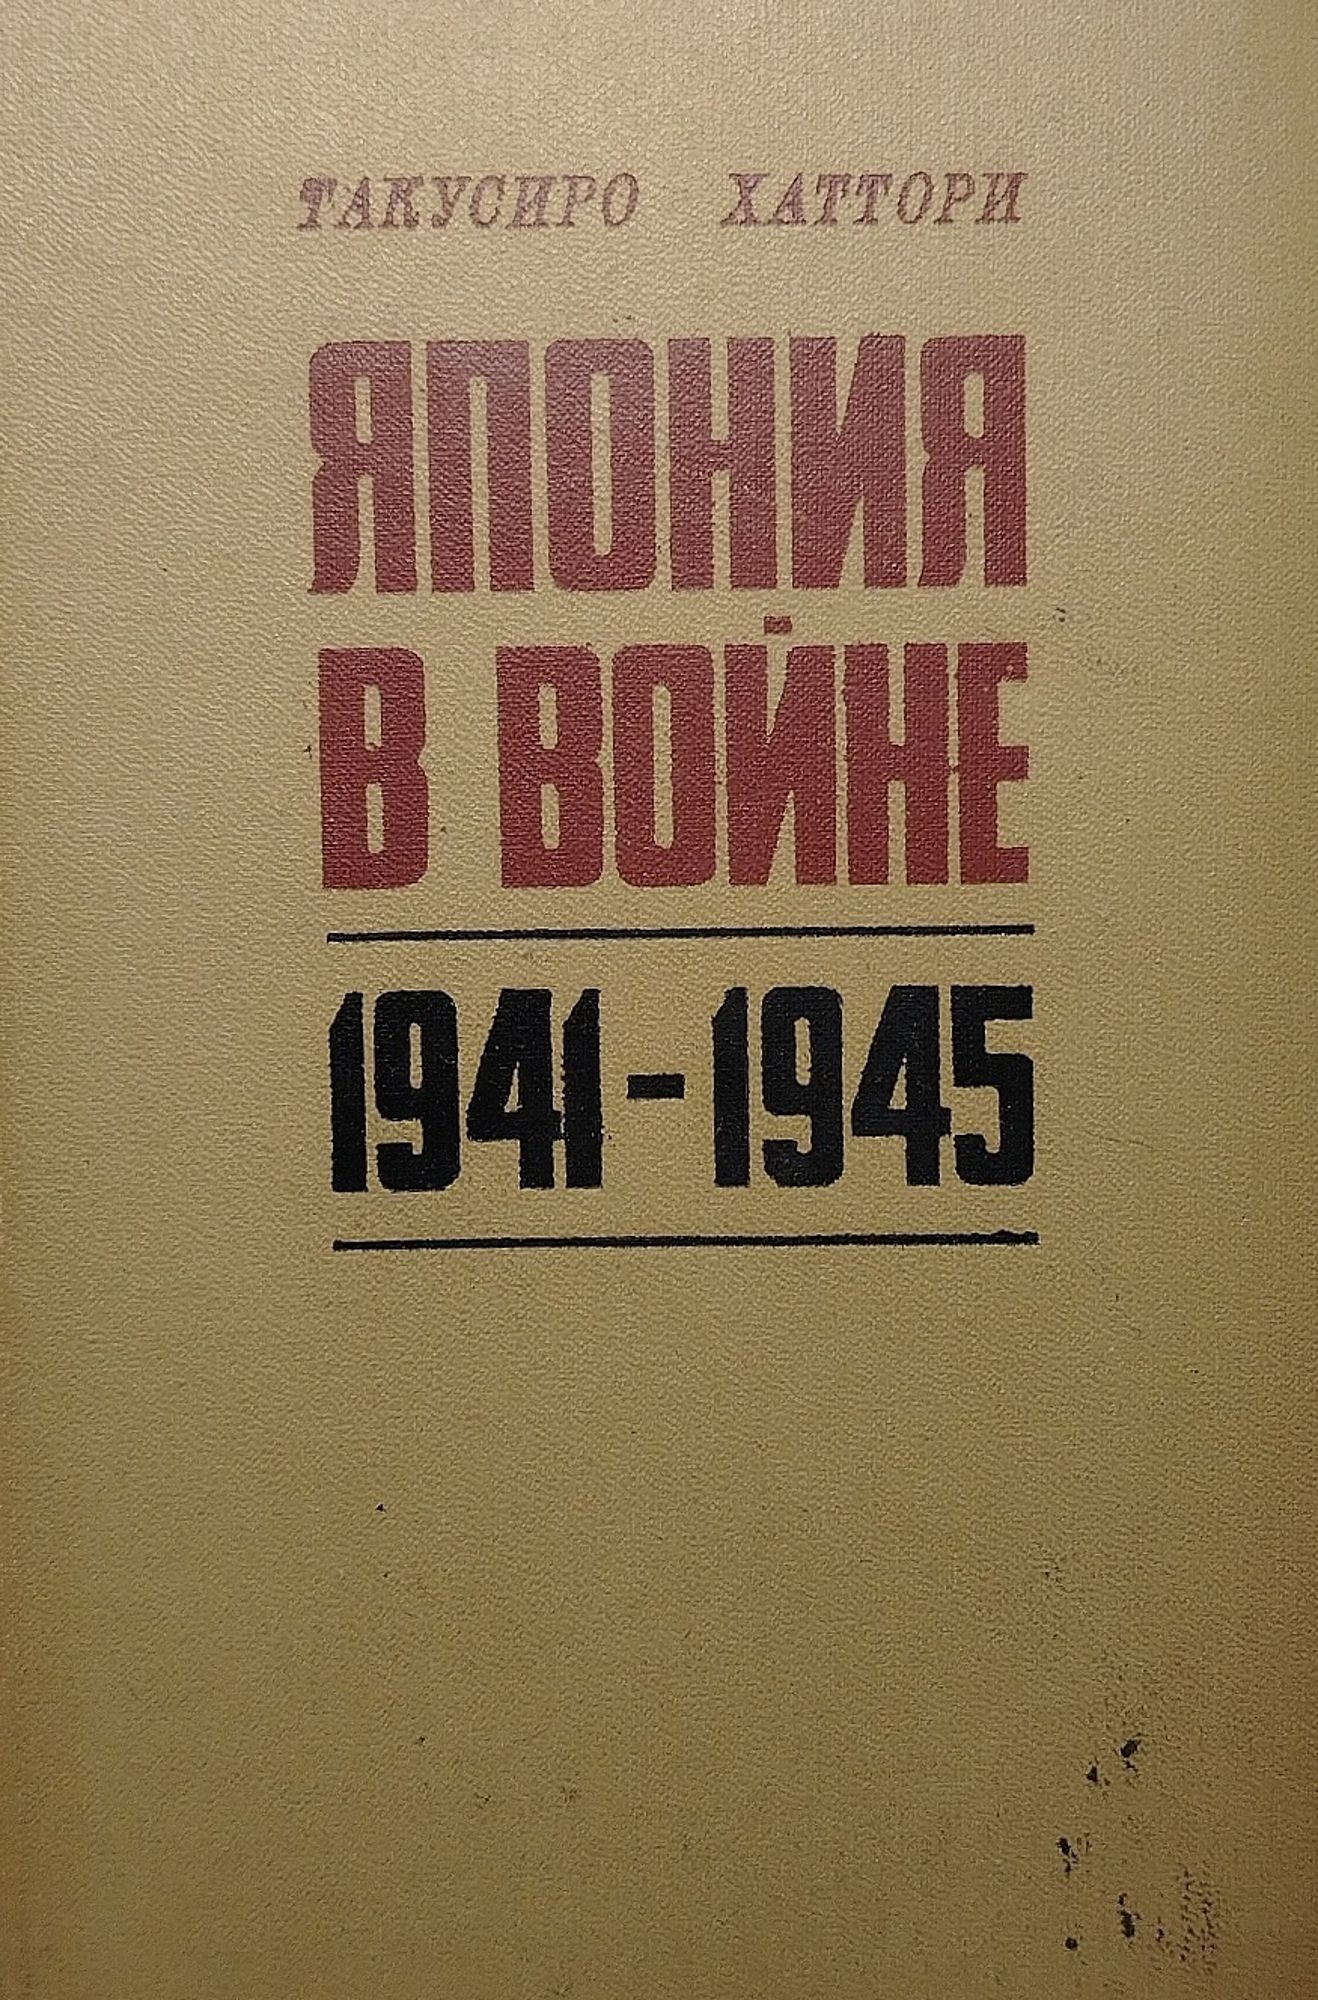 ТАКУСИРО ХАТТОРИ
ЯПОНИЯ
В ВОЙНЕ
1941-1945